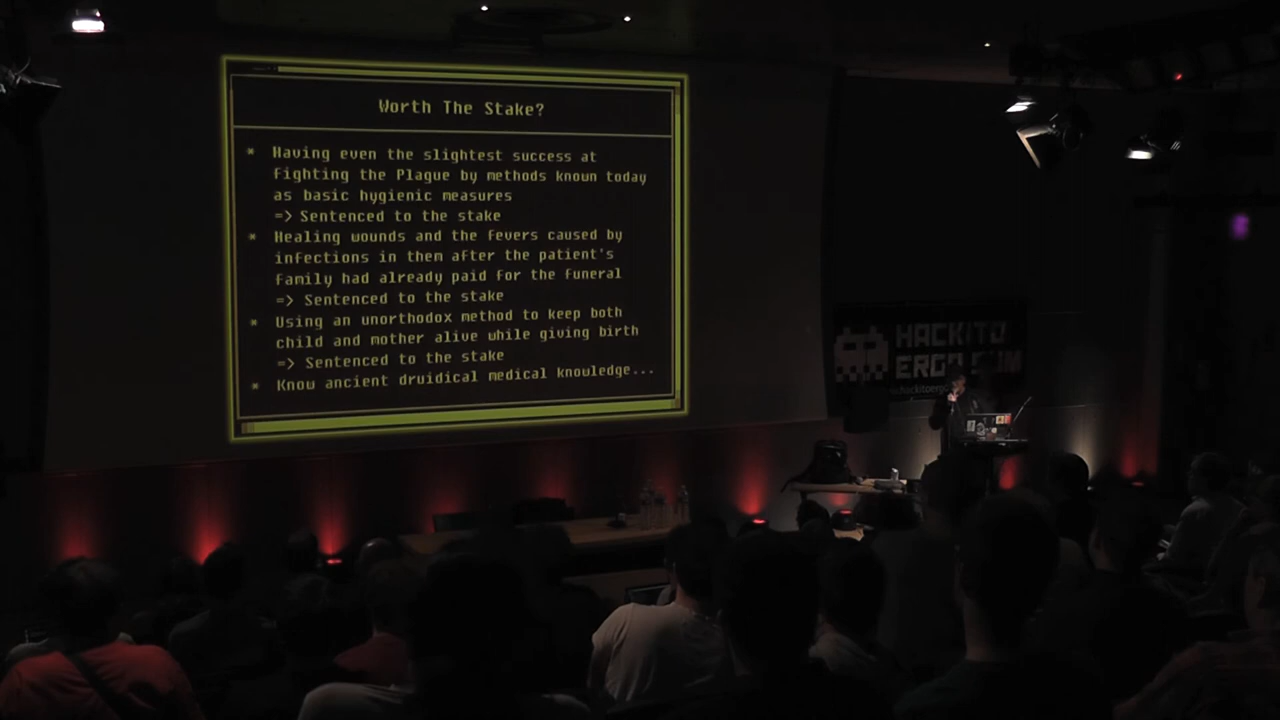 Worth The Stake?
* Having even the slightest success at
fighting the Plague by methods known today
as basic hygienic measures
=> Sentenced to the stake
* Healing wounds and the fevers caused by
infections in them after the patient's
family had already paid for the funeral
=> Sentenced to the stake
* Using an unorthodox method to keep both
child and mother alive while giving birth
=> Sentenced to the stake
* Know ancient druidical medical knowledge...
HACKITO
ERGO SUM